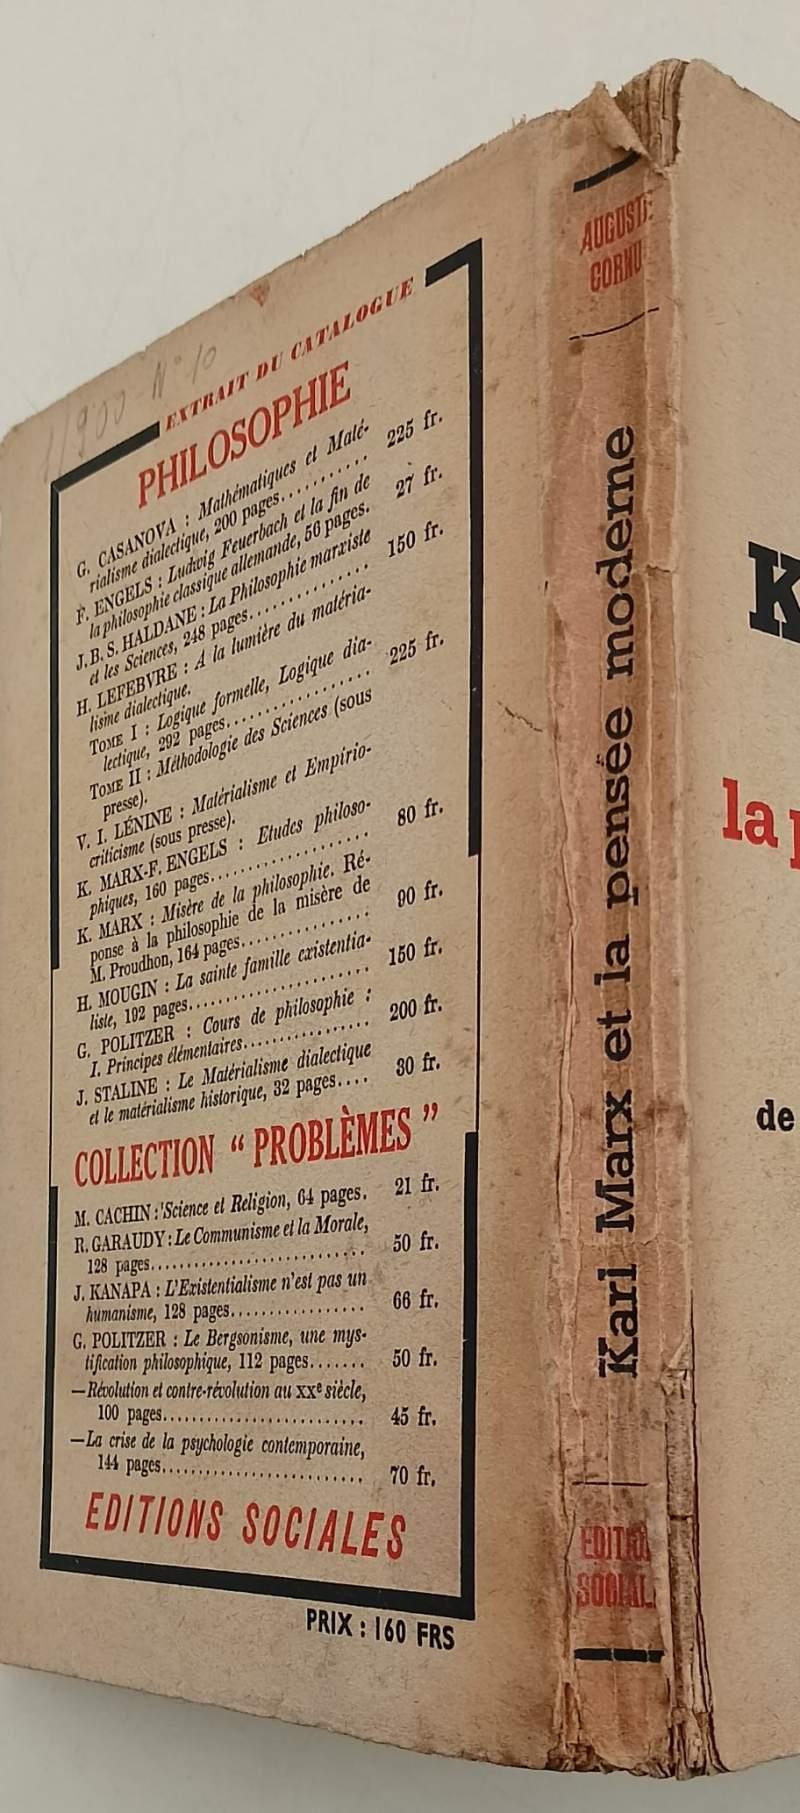 1/900 - N° 10
EXTRAIT DU CATALOGUE
PHILOSOPHIE
G. CASANOVA : Mathématiques et Maté-
rialisme dialectique, 200 pages........... 225 fr.
F. ENGELS : Ludwig Feuerbach et la fin de
la philosophie classique allemande, 56 pages. 27 fr.
J. B. S. HALDANE : La Philosophie marxiste
et les Sciences, 248 pages.............. 150 fr.
H. LEFEBVRE : A la lumière du matéria-
lisme dialectique.
TOME I : Logique formelle, Logique dia-
lectique, 292 pages................. 225 fr.
TOME II : Méthodologie des Sciences (sous
presse).
V. I. LÉNINE : Matérialisme et Empirio-
criticisme (sous presse).
K. MARX-F. ENGELS : Etudes philoso-
phiques, 160 pages................... 80 fr.
K. MARX : Misère de la philosophie. Ré-
ponse à la philosophie de la misère de
M. Proudhon, 164 pages............... 90 fr.
H. MOUGIN : La sainte famille existentia-
liste, 192 pages...................... 150 fr.
G. POLITZER : Cours de philosophie :
I. Principes élémentaires............... 200 fr.
J. STALINE : Le Matérialisme dialectique
et le matérialisme historique, 32 pages.... 30 fr.
COLLECTION “ PROBLÈMES ”
M. CACHIN : Science et Religion, 64 pages. 21 fr.
R. GARAUDY : Le Communisme et la Morale,
128 pages........................... 50 fr.
J. KANAPA : L'Existentialisme n'est pas un
humanisme, 128 pages................. 66 fr.
G. POLITZER : Le Bergsonisme, une mys-
tification philosophique, 112 pages....... 50 fr.
—Révolution et contre-révolution au XXe siècle,
100 pages.......................... 45 fr.
—La crise de la psychologie contemporaine,
144 pages.......................... 70 fr.
EDITIONS SOCIALES
PRIX : 160 FRS
AUGUSTE
CORNU
Karl Marx et la pensée moderne
EDITIO
SOCIAL
K
la p
de